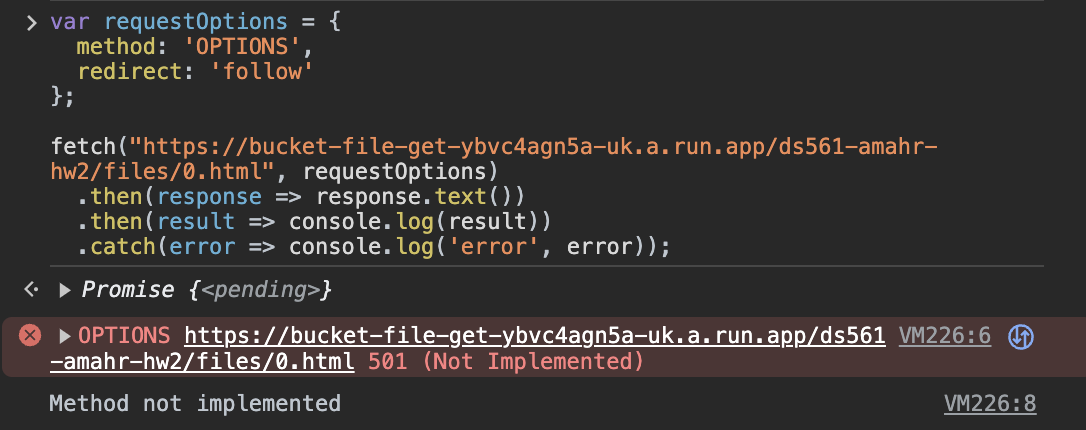 var requestOptions = {
method: 'OPTIONS',
redirect: 'follow'
};
fetch("https://bucket-file-get-ybvc4agn5a-uk.a.run.app/ds561-amahr-
hw2/files/0.html", requestOptions)
.then(response => response.text())
.then(result => console.log(result))
.catch(error => console.log('error', error));
Promise {<pending>}
OPTIONS https://bucket-file-get-ybvc4agn5a-uk.a.run.app/ds561 VM226:6
-amahr-hw2/files/0.html 501 (Not Implemented)
Method not implemented VM226:8